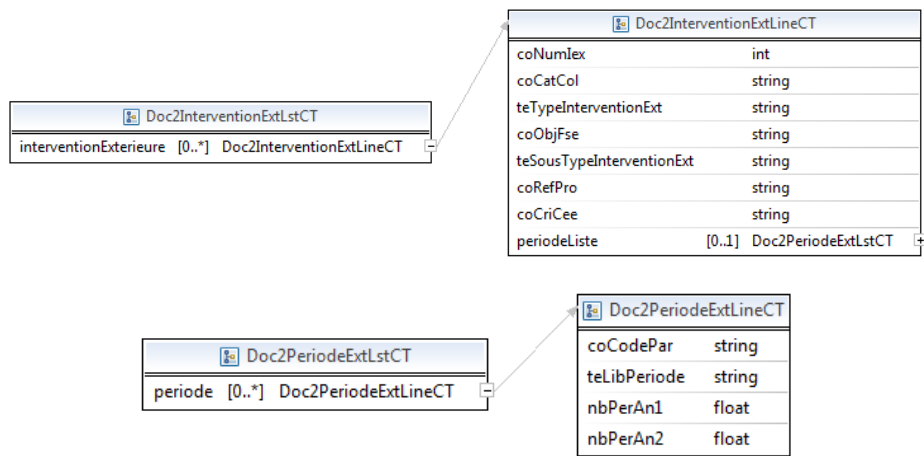 Doc2InterventionExtLineCT
coNumIex int
coCatCol string
teTypeInterventionExt string
coObjFse string
teSousTypeInterventionExt string
coRefPro string
coCriCee string
periodeListe [0..1] Doc2PeriodeExtLstCT
Doc2InterventionExtLstCT
interventionExterieure [0..*] Doc2InterventionExtLineCT
Doc2PeriodeExtLineCT
coCodePar string
teLibPeriode string
nbPerAn1 float
nbPerAn2 float
Doc2PeriodeExtLstCT
periode [0..*] Doc2PeriodeExtLineCT